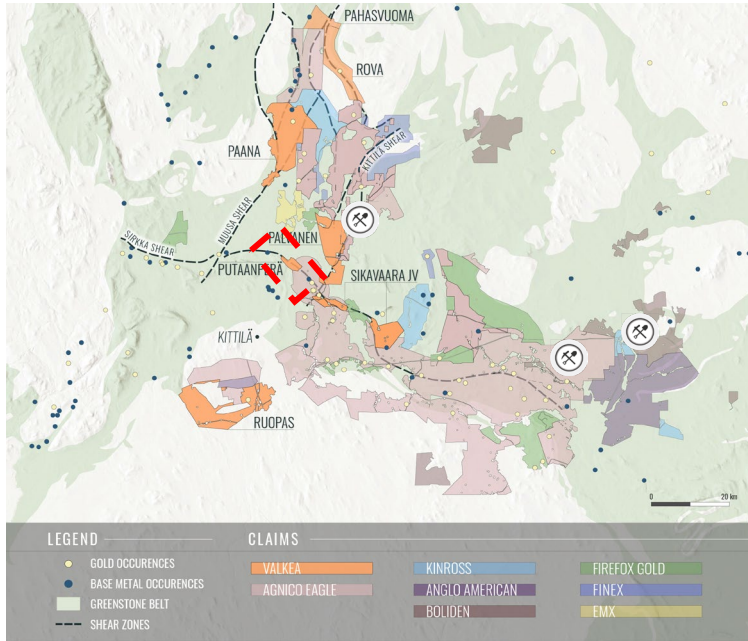 PAHASVUOMA
ROVA
PAANA
KITTILÄ SHEAR
MUUSA SHEAR
SIRKKA SHEAR
PALVANEN
PUTAANPERÄ
SIKAVAARA JV
KITTILÄ
RUOPAS
0 20 km
LEGEND
GOLD OCCURENCES
BASE METAL OCCURENCES
GREENSTONE BELT
SHEAR ZONES
CLAIMS
VALKEA
AGNICO EAGLE
KINROSS
ANGLO AMERICAN
BOLIDEN
FIREFOX GOLD
FINEX
EMX